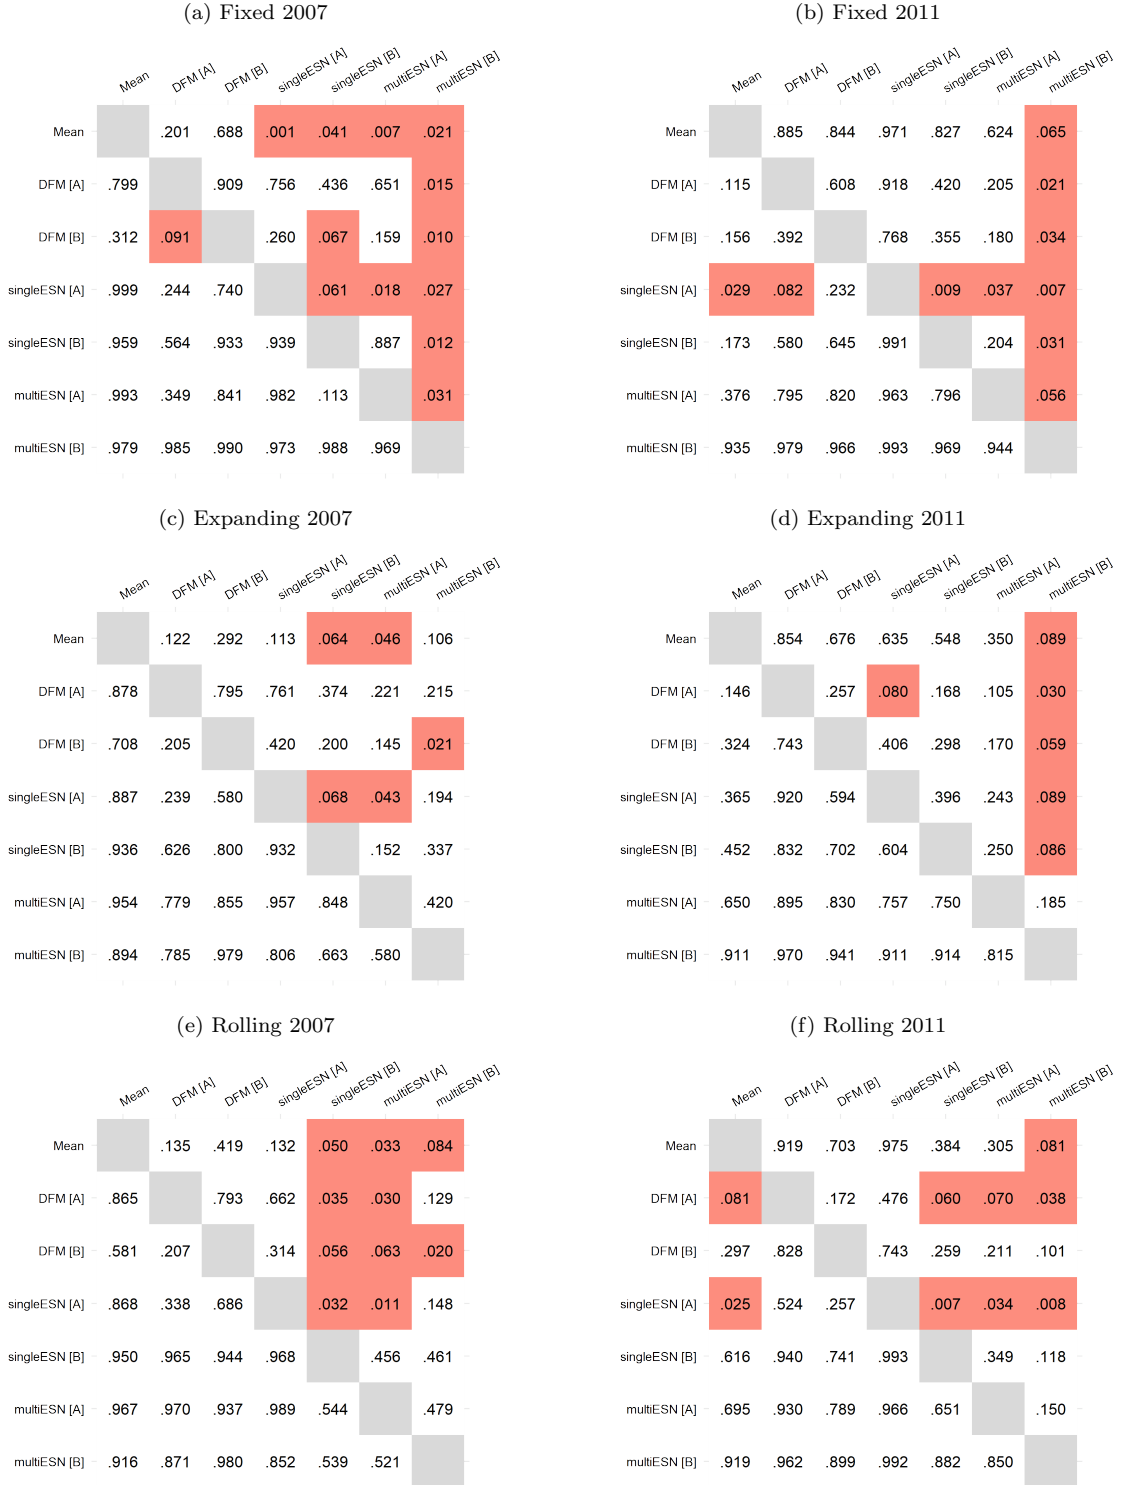 (a) Fixed 2007
Mean DFM [A] DFM [B] singleESN [A] singleESN [B] multiESN [A] multiESN [B]
Mean .201 .688 .001 .041 .007 .021
DFM [A] .799 .909 .756 .436 .651 .015
DFM [B] .312 .091 .260 .067 .159 .010
singleESN [A] .999 .244 .740 .061 .018 .027
singleESN [B] .959 .564 .933 .939 .887 .012
multiESN [A] .993 .349 .841 .982 .113 .031
multiESN [B] .979 .985 .990 .973 .988 .969
(b) Fixed 2011
Mean DFM [A] DFM [B] singleESN [A] singleESN [B] multiESN [A] multiESN [B]
Mean .885 .844 .971 .827 .624 .065
DFM [A] .115 .608 .918 .420 .205 .021
DFM [B] .156 .392 .768 .355 .180 .034
singleESN [A] .029 .082 .232 .009 .037 .007
singleESN [B] .173 .580 .645 .991 .204 .031
multiESN [A] .376 .795 .820 .963 .796 .056
multiESN [B] .935 .979 .966 .993 .969 .944
(c) Expanding 2007
Mean DFM [A] DFM [B] singleESN [A] singleESN [B] multiESN [A] multiESN [B]
Mean .122 .292 .113 .064 .046 .106
DFM [A] .878 .795 .761 .374 .221 .215
DFM [B] .708 .205 .420 .200 .145 .021
singleESN [A] .887 .239 .580 .068 .043 .194
singleESN [B] .936 .626 .800 .932 .152 .337
multiESN [A] .954 .779 .855 .957 .848 .420
multiESN [B] .894 .785 .979 .806 .663 .580
(d) Expanding 2011
Mean DFM [A] DFM [B] singleESN [A] singleESN [B] multiESN [A] multiESN [B]
Mean .854 .676 .635 .548 .350 .089
DFM [A] .146 .257 .080 .168 .105 .030
DFM [B] .324 .743 .406 .298 .170 .059
singleESN [A] .365 .920 .594 .396 .243 .089
singleESN [B] .452 .832 .702 .604 .250 .086
multiESN [A] .650 .895 .830 .757 .750 .185
multiESN [B] .911 .970 .941 .911 .914 .815
(e) Rolling 2007
Mean DFM [A] DFM [B] singleESN [A] singleESN [B] multiESN [A] multiESN [B]
Mean .135 .419 .132 .050 .033 .084
DFM [A] .865 .793 .662 .035 .030 .129
DFM [B] .581 .207 .314 .056 .063 .020
singleESN [A] .868 .338 .686 .032 .011 .148
singleESN [B] .950 .965 .944 .968 .456 .461
multiESN [A] .967 .970 .937 .989 .544 .479
multiESN [B] .916 .871 .980 .852 .539 .521
(f) Rolling 2011
Mean DFM [A] DFM [B] singleESN [A] singleESN [B] multiESN [A] multiESN [B]
Mean .919 .703 .975 .384 .305 .081
DFM [A] .081 .172 .476 .060 .070 .038
DFM [B] .297 .828 .743 .259 .211 .101
singleESN [A] .025 .524 .257 .007 .034 .008
singleESN [B] .616 .940 .741 .993 .349 .118
multiESN [A] .695 .930 .789 .966 .651 .150
multiESN [B] .919 .962 .899 .992 .882 .850